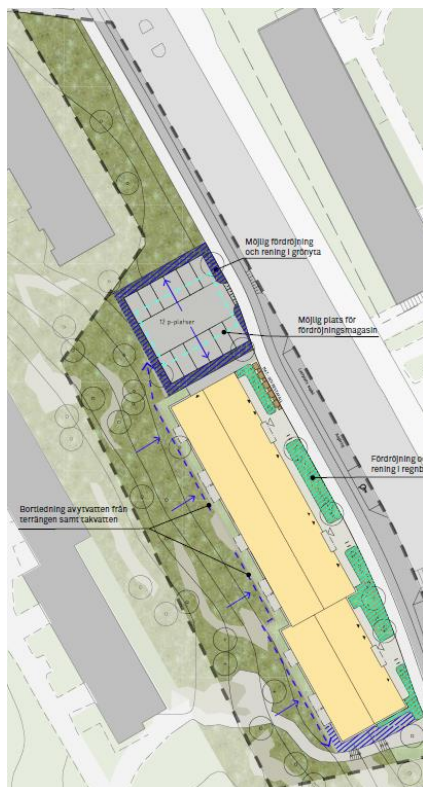 Möjlig fördröjning
och rening i grönyta
12 p-platser
Möjlig plats för
fördröjningsmagasin
Fördröjning o
rening i regnb
Bortledning avytvatten från
terrängen samt takvatten